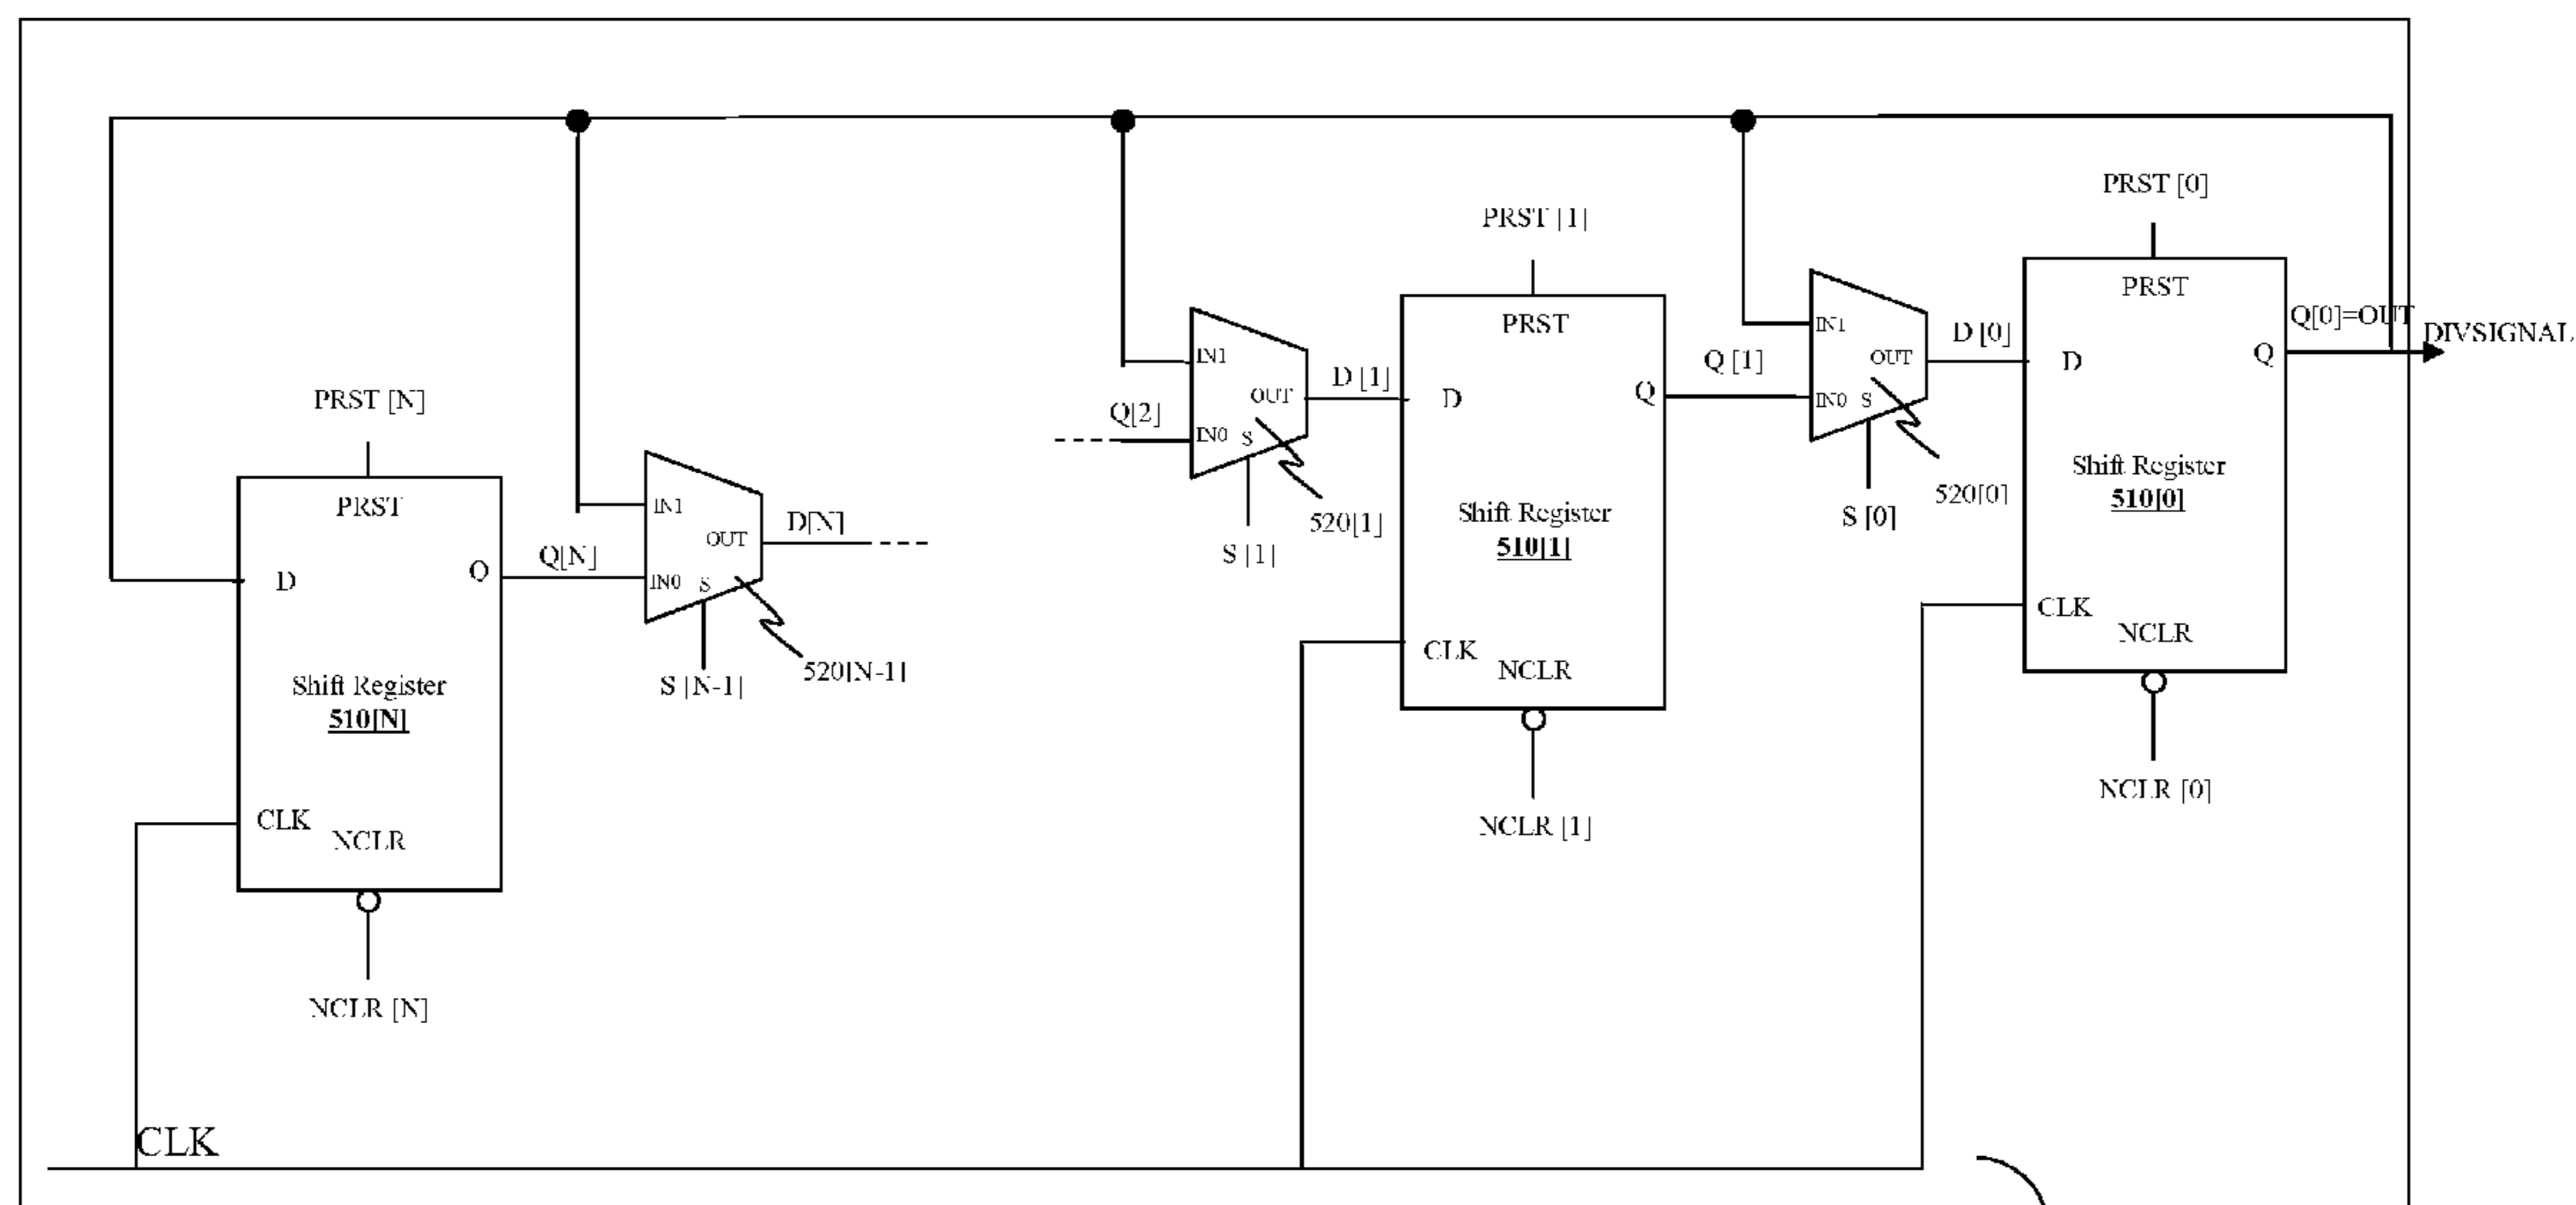 PRST [0]
PRST
Q[0]=OUT
DIVSIGNAL
D
Q
Shift Register
510[0]
CLK
NCLR
NCLR [0]
IN1
OUT
IN0 S
D [0]
Q [1]
S [0]
520[0]
PRST [1]
PRST
D
Q
Shift Register
510[1]
CLK
NCLR
NCLR [1]
IN1
OUT
IN0 S
D [1]
Q[2]
S [1]
520[1]
PRST [N]
PRST
D
Q
Shift Register
510[N]
CLK
NCLR
NCLR [N]
Q[N]
IN1
OUT
IN0 S
D[N]
S [N-1]
520[N-1]
CLK